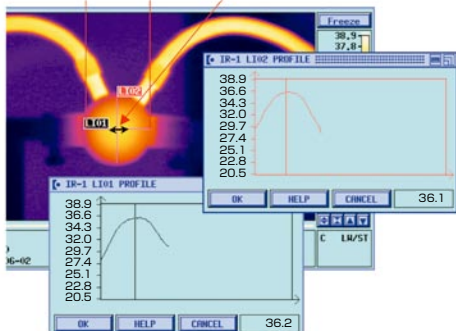 Freeze
38.9
37.8
IR-1 LI02 PROFILE
38.9
36.6
34.3
32.0
29.7
27.4
25.1
22.8
20.5
OK HELP CANCEL 36.1
LI02
LI01
IR-1 LI01 PROFILE
38.9
36.6
34.3
32.0
29.7
27.4
25.1
22.8
20.5
OK HELP CANCEL 36.2
C LW/ST
06-02